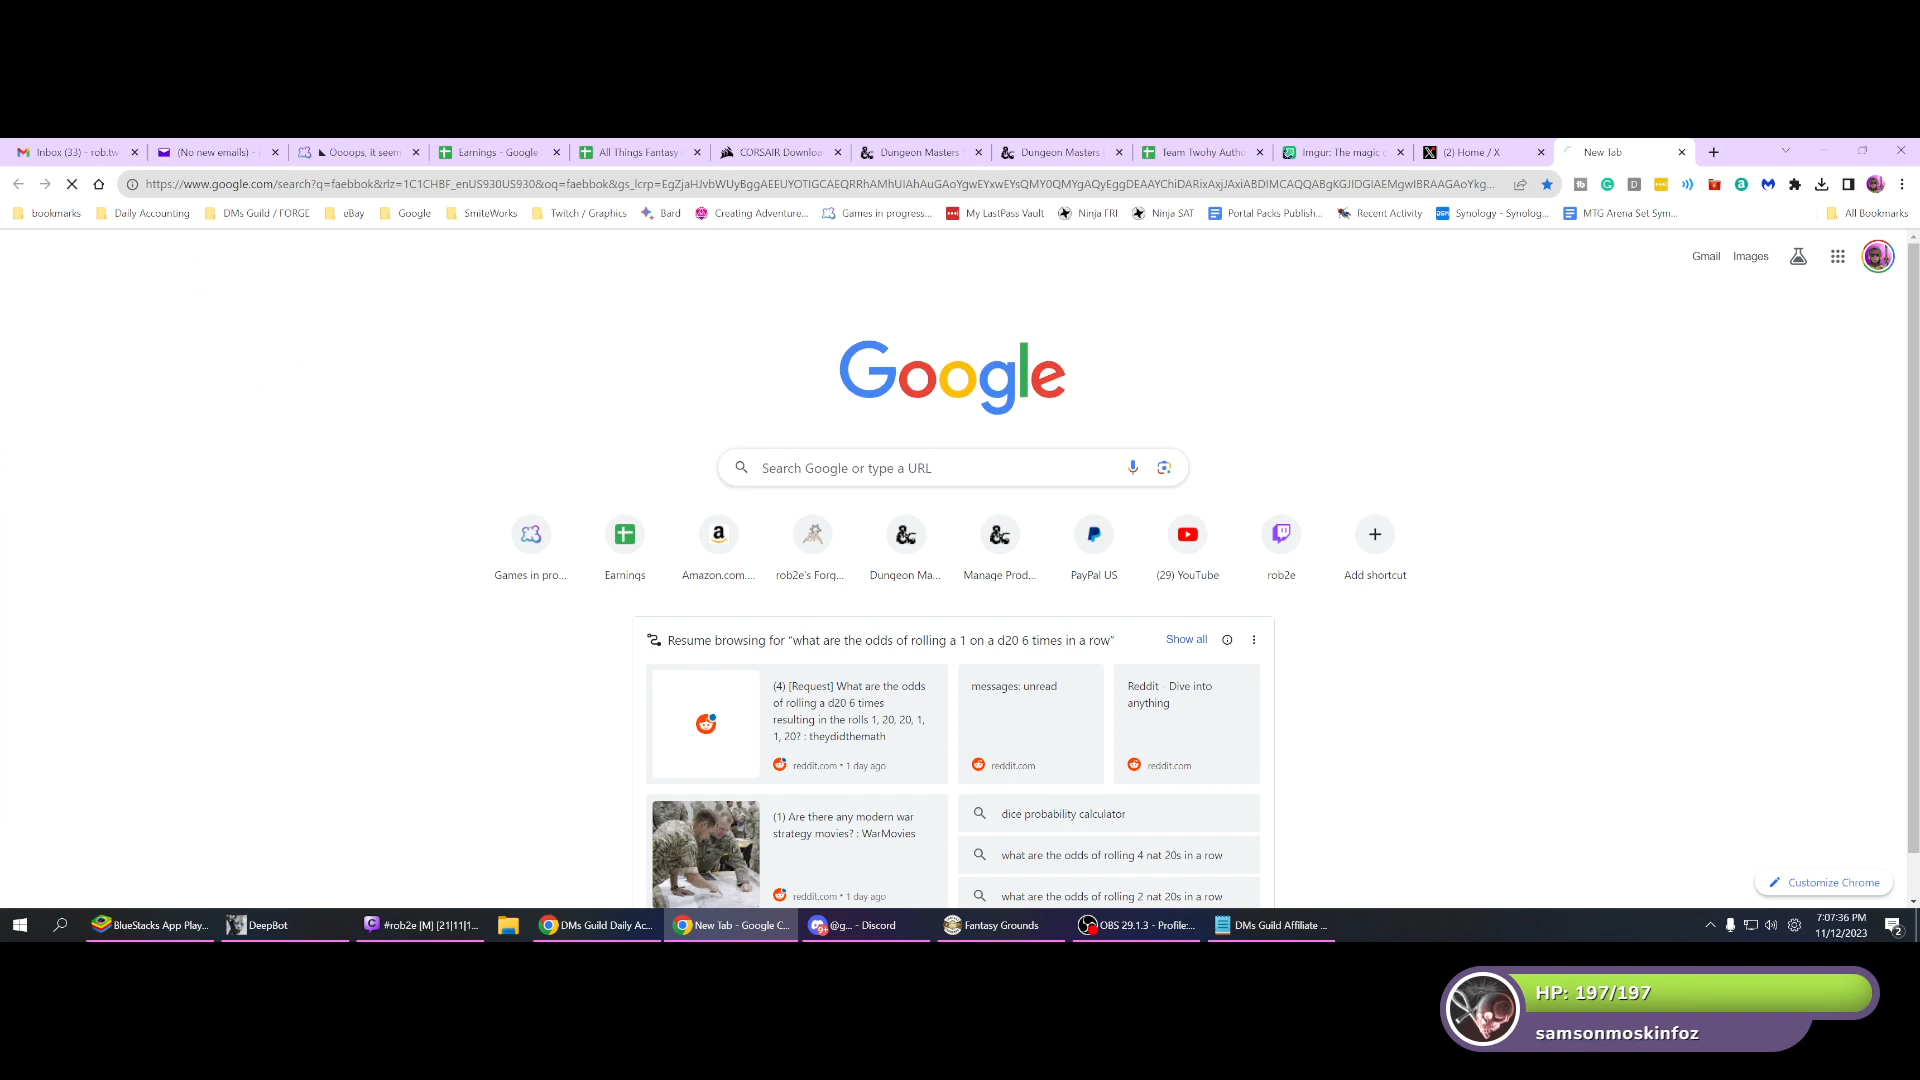 Inbox (33) - rob.tw
(No new emails) -
Oooops, it seem
Earnings - Google
All Things Fantasy
CORSAIR Downloa
Dungeon Masters
Dungeon Masters
Team Twohy Autho
Imgur: The magic
(2) Home / X
New Tab
bookmarks
Daily Accounting
DMs Guild / FORGE
eBay
Google
SmiteWorks
Twitch / Graphics
Bard
Creating Adventure...
Games in progress...
My LastPass Vault
Ninja FRI
Ninja SAT
Portal Packs Publish...
Recent Activity
DSM
Synology - Synolog...
MTG Arena Set Sym...
All Bookmarks
Gmail
Images
Google
Search Google or type a URL
Games in pro...
Earnings
Amazon.com....
rob2e's Forg...
Dungeon Ma...
Manage Prod...
PayPal US
(29) YouTube
rob2e
Add shortcut
Resume browsing for “what are the odds of rolling a 1 on a d20 6 times in a row”
Show all
(4) [Request] What are the odds
of rolling a d20 6 times
resulting in the rolls 1, 20, 20, 1,
1, 20? : theydidthemath
reddit.com • 1 day ago
messages: unread
reddit.com
Reddit - Dive into
anything
reddit.com
(1) Are there any modern war
strategy movies? : WarMovies
reddit.com • 1 day ago
dice probability calculator
what are the odds of rolling 4 nat 20s in a row
what are the odds of rolling 2 nat 20s in a row
Customize Chrome
BlueStacks App Play...
DeepBot
#rob2e [M] [21|11|1...
DMs Guild Daily Ac...
New Tab - Google C...
@g... - Discord
Fantasy Grounds
OBS 29.1.3 - Profile:...
DMs Guild Affiliate ...
7:07:36 PM
11/12/2023
2
HP: 197/197
samsonmoskinfoz